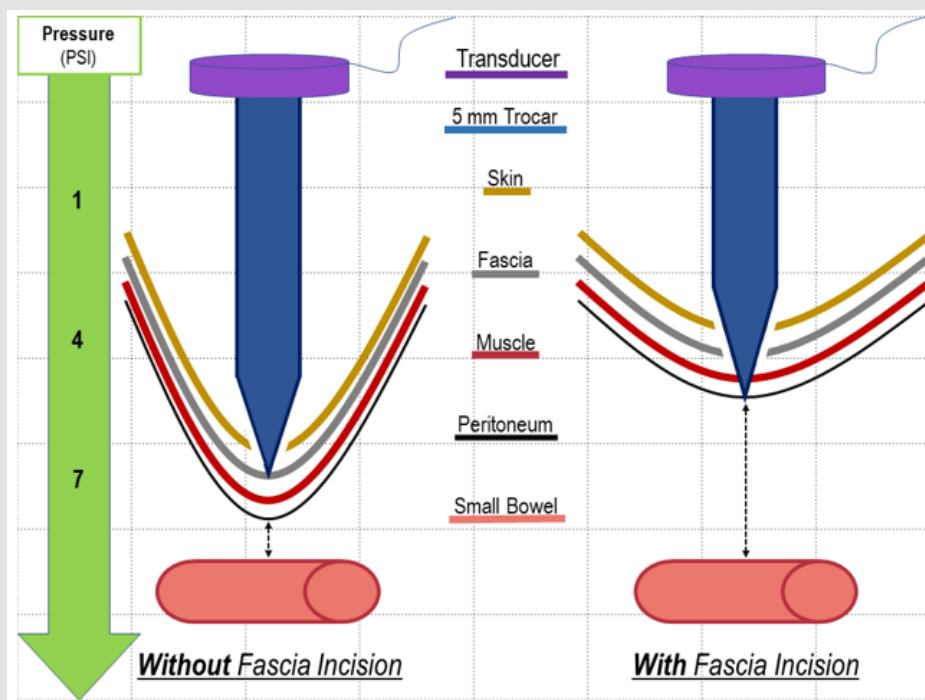 Pressure
(PSI)
Transducer
5 mm Trocar
Skin
1
Fascia
4
Muscle
Peritoneum
7
Small Bowel
Without Fascia Incision
With Fascia Incision